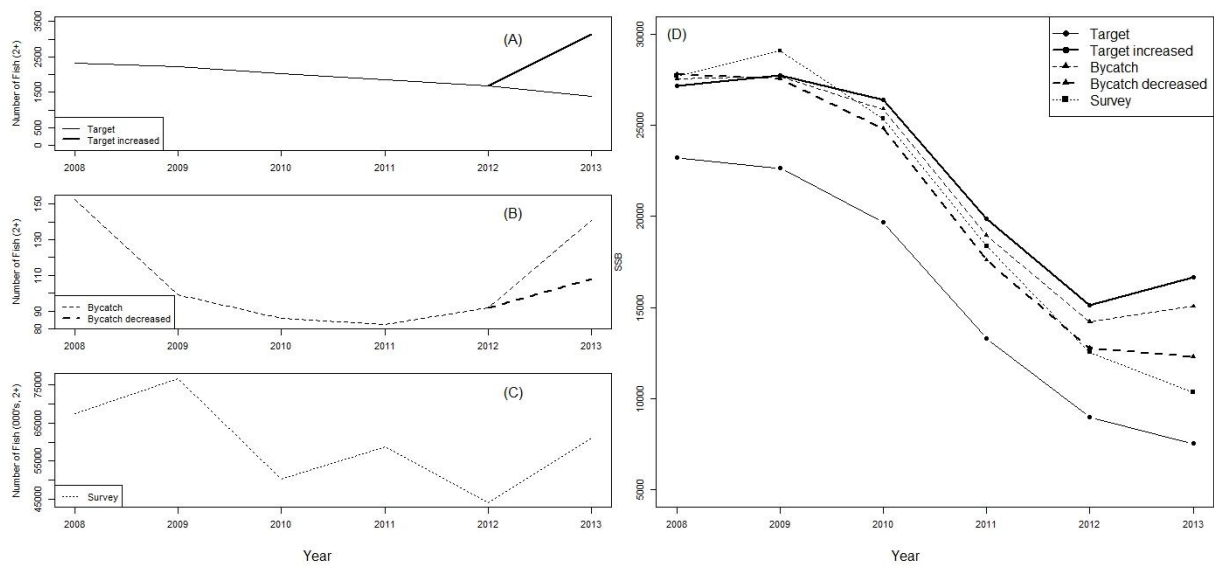 Number of Fish (2+)
3500
2500
1500
500
0
(A)
Target
Target increased
2008
2009
2010
2011
2012
2013
Number of Fish (2+)
150
130
110
90
80
(B)
Bycatch
Bycatch decreased
2008
2009
2010
2011
2012
2013
Number of Fish (000's, 2+)
75000
65000
55000
45000
(C)
Survey
2008
2009
2010
2011
2012
2013
Year
SSB
30000
25000
20000
15000
10000
5000
(D)
Target
Target increased
Bycatch
Bycatch decreased
Survey
2008
2009
2010
2011
2012
2013
Year